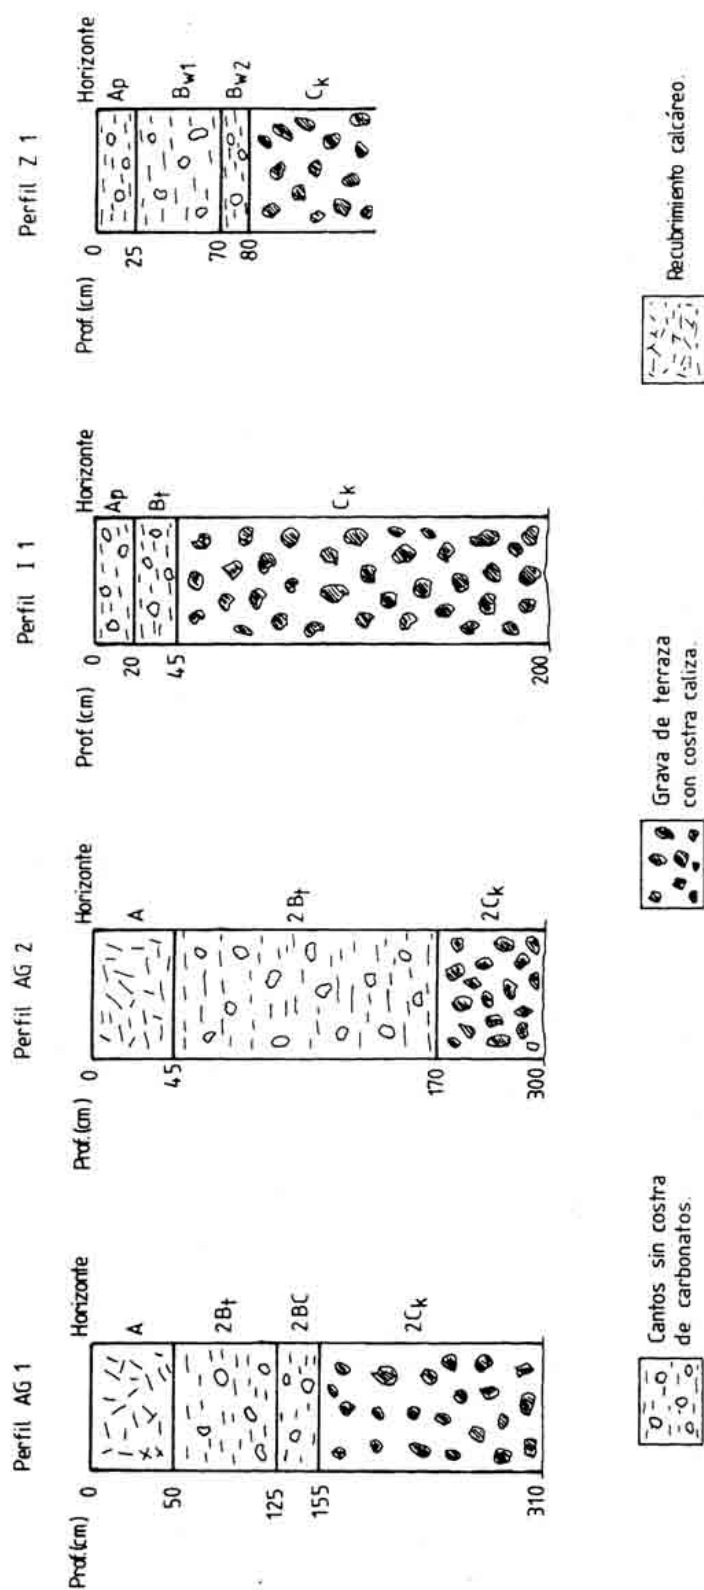 Perfil AG 1
Prof.(cm)
Horizonte
0
A
50
2Bt
125
2BC
155
2Ck
310
Perfil AG 2
Prof.(cm)
Horizonte
0
A
45
2Bt
170
2Ck
300
Perfil I 1
Prof(cm)
Horizonte
0
Ap
20
Bt
45
Ck
200
Perfil Z 1
Prof.(cm)
Horizonte
0
Ap
25
Bw1
70
Bw2
80
Ck
Cantos sin costra
de carbonatos.
Grava de terraza
con costra caliza.
Recubrimiento calcáreo.